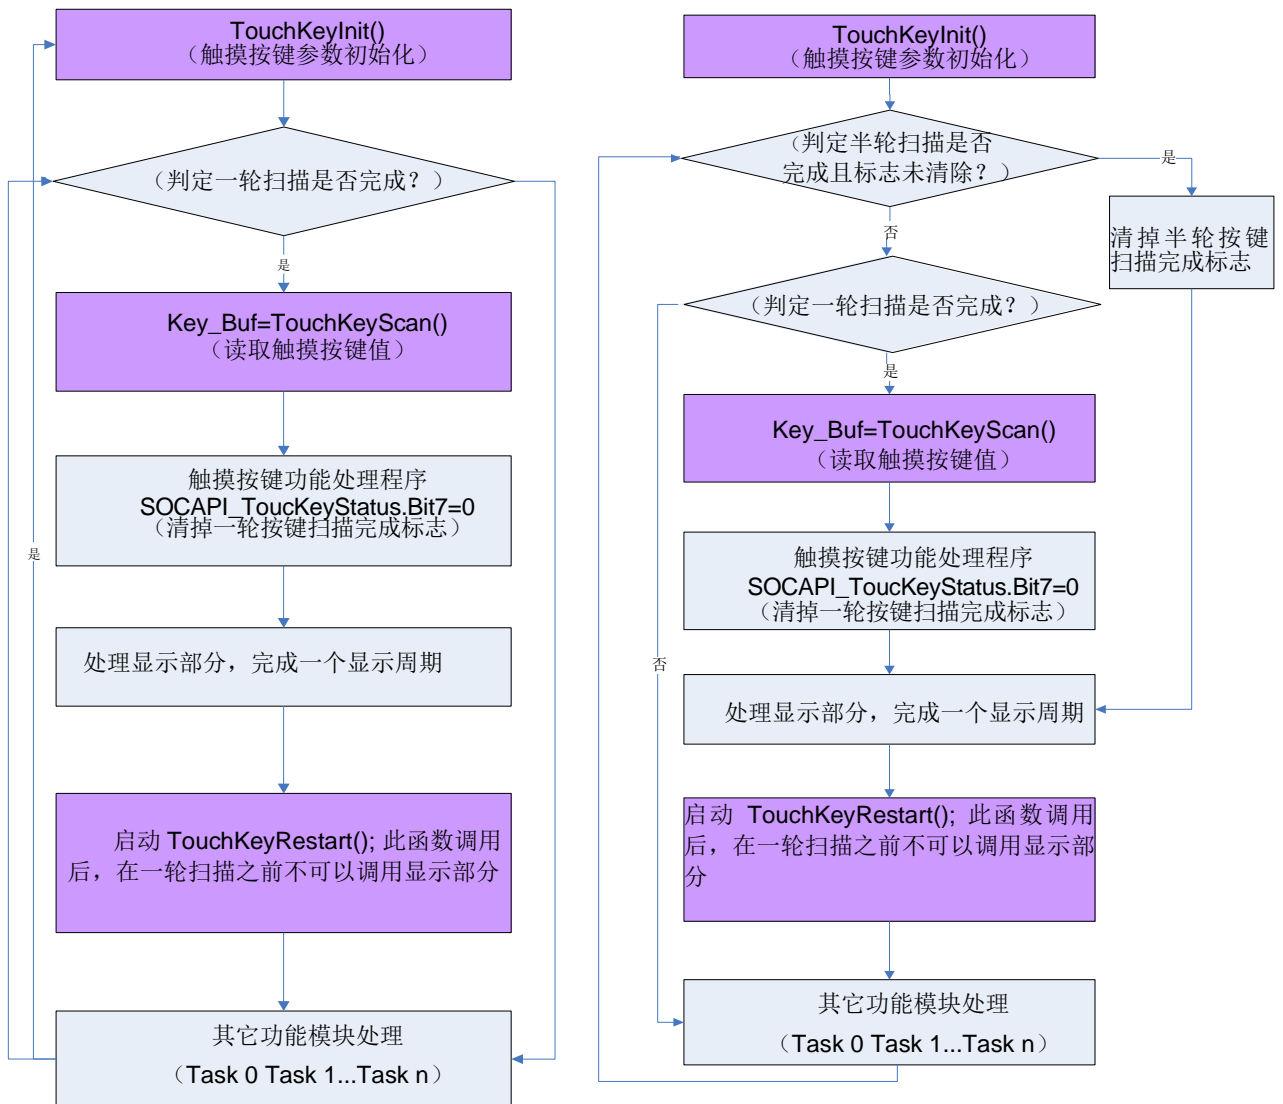 TouchKeyInit()
（触摸按键参数初始化）
（判定一轮扫描是否完成？）
是
Key_Buf=TouchKeyScan()
（读取触摸按键值）
触摸按键功能处理程序
SOCAPI_ToucKeyStatus.Bit7=0
（清掉一轮按键扫描完成标志）
是
处理显示部分，完成一个显示周期
启动 TouchKeyRestart(); 此函数调用
后，在一轮扫描之前不可以调用显示部分
其它功能模块处理
（Task 0 Task 1...Task n）
TouchKeyInit()
（触摸按键参数初始化）
（判定半轮扫描是否
完成且标志未清除？）
是
清掉半轮按键
扫描完成标志
否
（判定一轮扫描是否完成？）
是
Key_Buf=TouchKeyScan()
（读取触摸按键值）
触摸按键功能处理程序
SOCAPI_ToucKeyStatus.Bit7=0
（清掉一轮按键扫描完成标志）
否
处理显示部分，完成一个显示周期
启动 TouchKeyRestart(); 此函数调用
后，在一轮扫描之前不可以调用显示部
分
其它功能模块处理
（Task 0 Task 1...Task n）